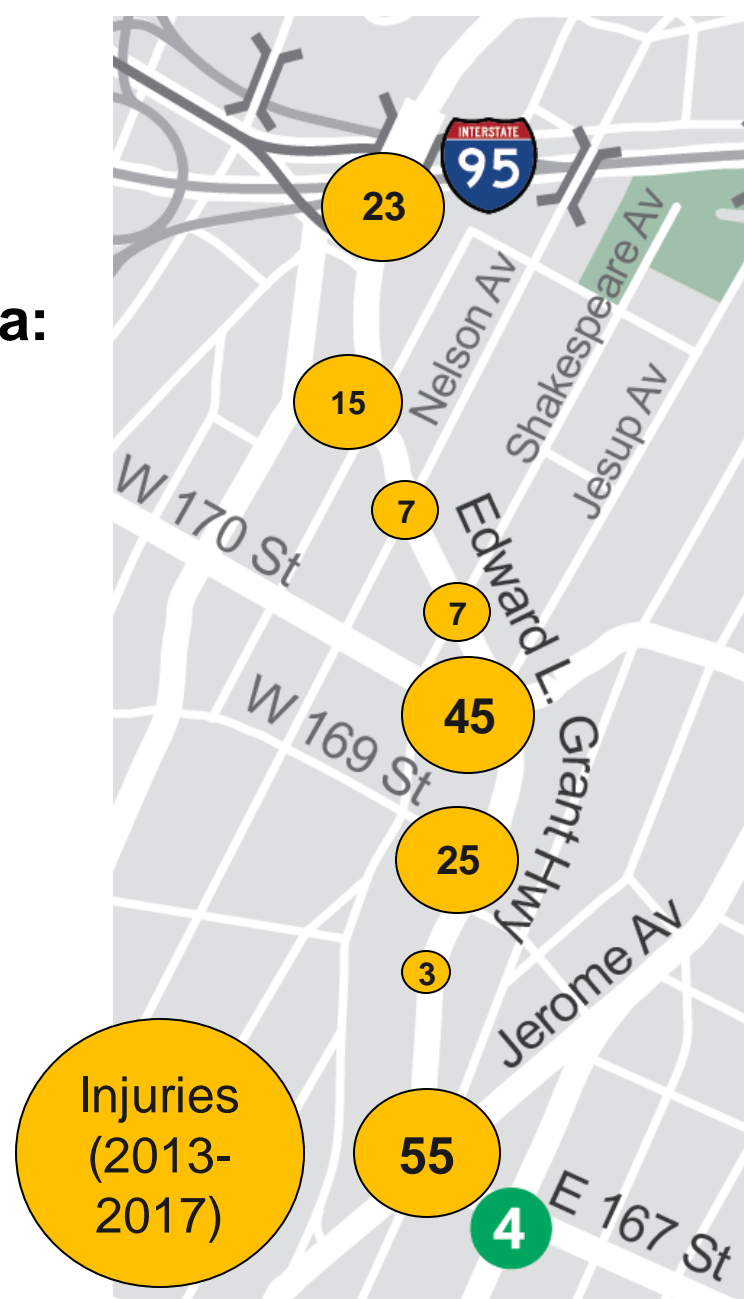 INTERSTATE
95
23
a:
Nelson Av
Shakespeare Av
Jesup Av
15
W 170 St
7
Edward L. Grant Hwy
7
45
W 169 St
25
3
Jerome Av
Injuries
(2013-
2017)
55
4
E 167 St